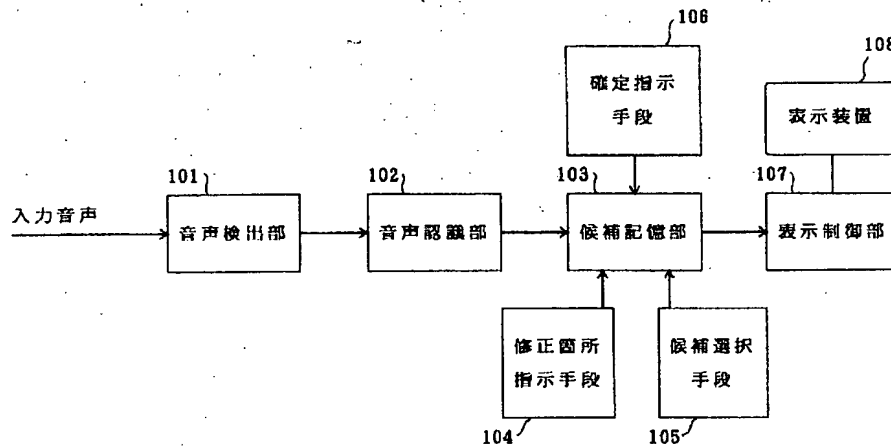 106
確定指示
手段
108
表示装置
入力音声
101
音声検出部
102
音声認識部
103
候補記憶部
107
表示制御部
修正箇所
指示手段
104
候補選択
手段
105